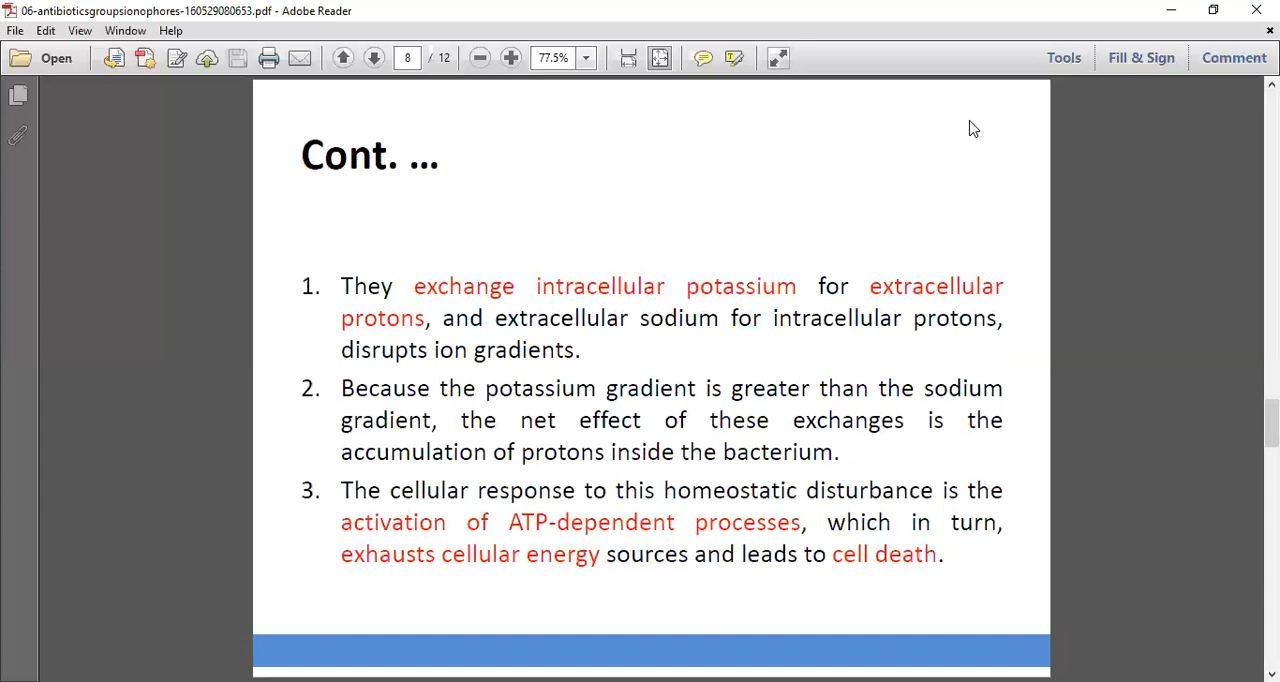 06-antibioticsgroupsionophores-160529080653.pdf - Adobe Reader
File Edit View Window Help
Open 8 / 12 77.5% Tools Fill & Sign Comment
Cont. ...
1. They exchange intracellular potassium for extracellular
protons, and extracellular sodium for intracellular protons,
disrupts ion gradients.
2. Because the potassium gradient is greater than the sodium
gradient, the net effect of these exchanges is the
accumulation of protons inside the bacterium.
3. The cellular response to this homeostatic disturbance is the
activation of ATP-dependent processes, which in turn,
exhausts cellular energy sources and leads to cell death.